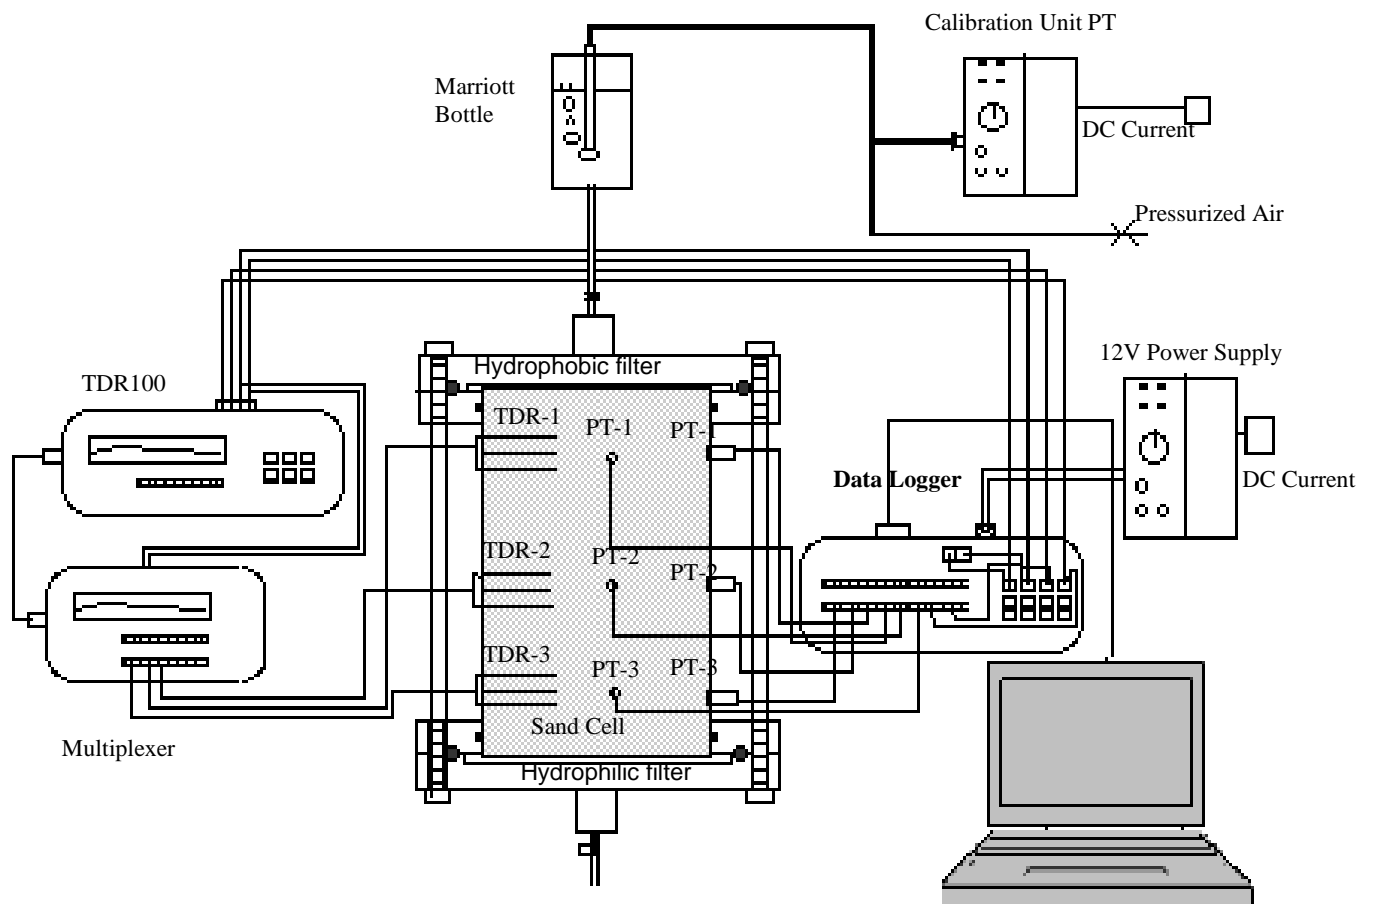 Calibration Unit PT
Marriott
Bottle
DC Current
Pressurized Air
12V Power Supply
Hydrophobic filter
TDR100
TDR-1
PT-1
PT-1
Data Logger
DC Current
TDR-2
PT-2
PT-2
TDR-3
PT-3
PT-3
Sand Cell
Multiplexer
Hydrophilic filter